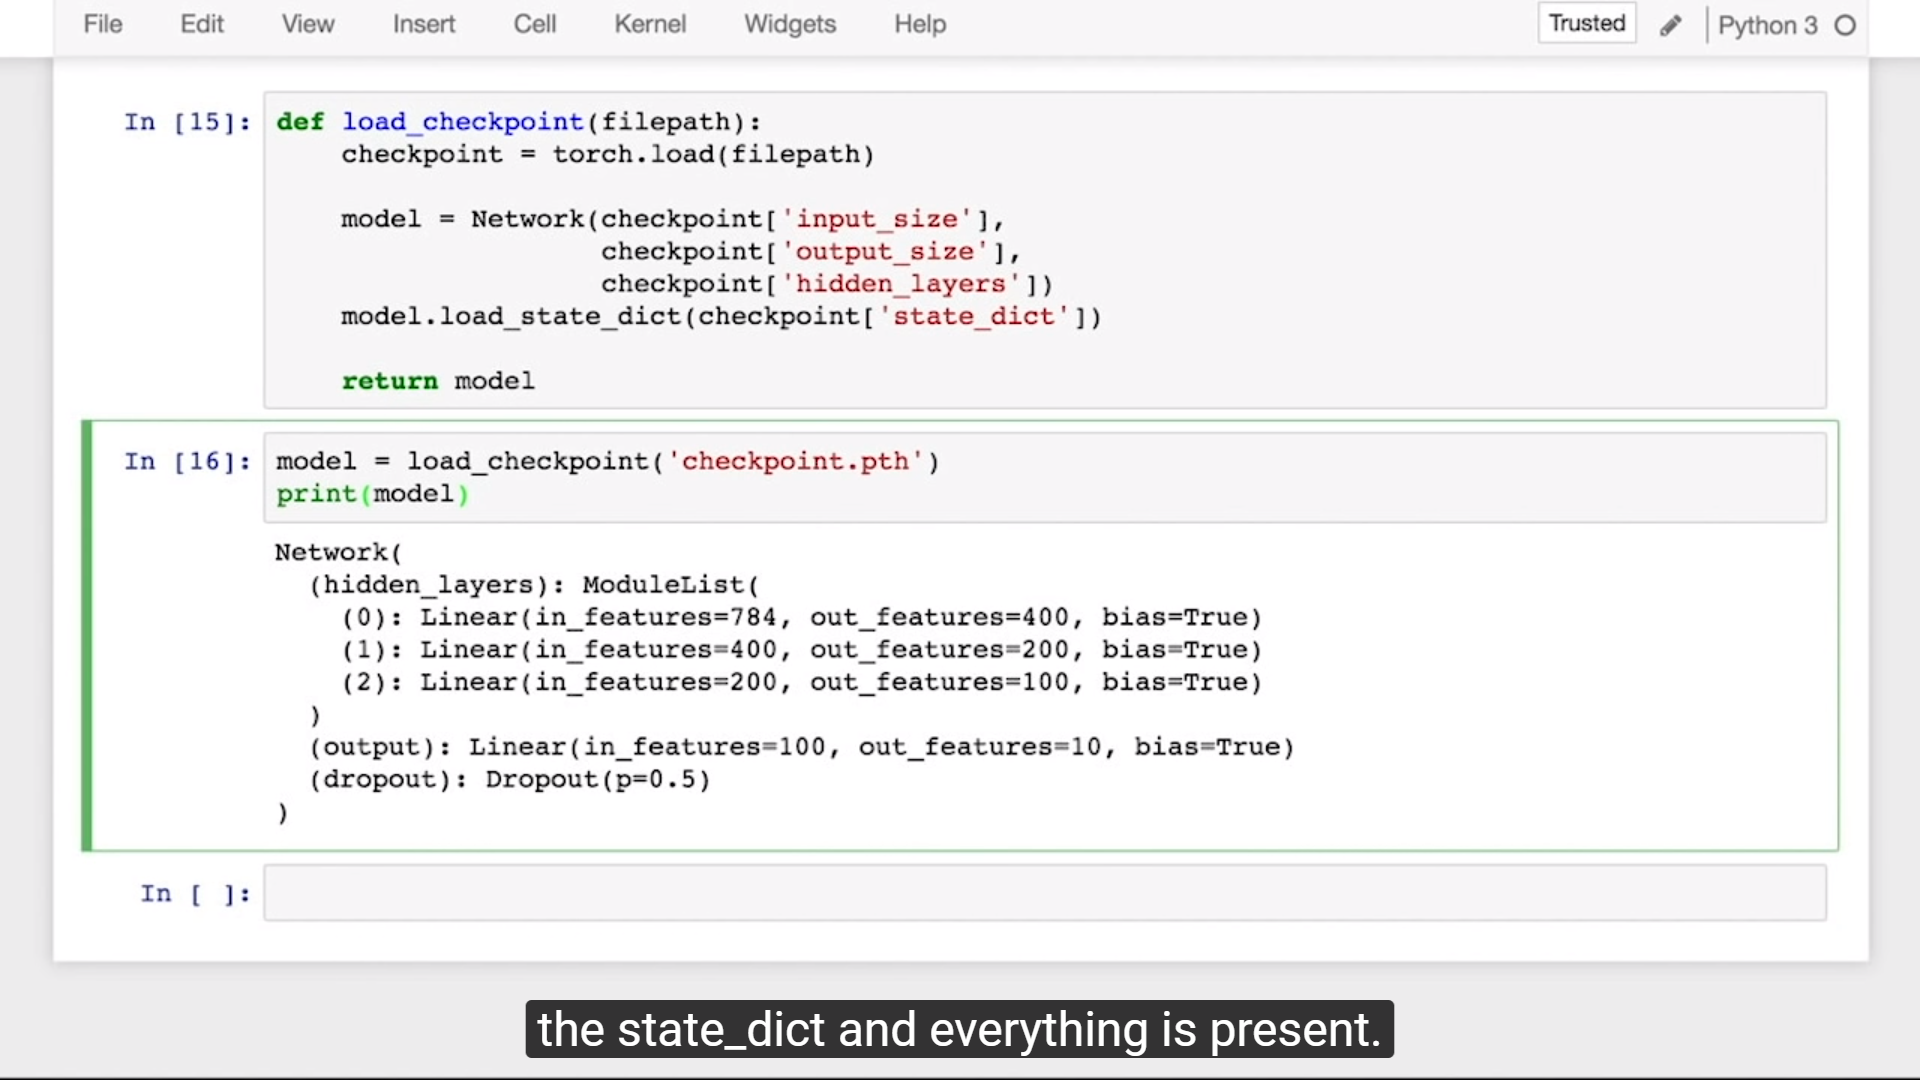 File Edit View Insert Cell Kernel Widgets Help Trusted Python 3
In [15]: def load_checkpoint(filepath):
    checkpoint = torch.load(filepath)
    model = Network(checkpoint['input_size'],
                    checkpoint['output_size'],
                    checkpoint['hidden_layers'])
    model.load_state_dict(checkpoint['state_dict'])
    return model
In [16]: model = load_checkpoint('checkpoint.pth')
print(model)
Network(
  (hidden_layers): ModuleList(
    (0): Linear(in_features=784, out_features=400, bias=True)
    (1): Linear(in_features=400, out_features=200, bias=True)
    (2): Linear(in_features=200, out_features=100, bias=True)
  )
  (output): Linear(in_features=100, out_features=10, bias=True)
  (dropout): Dropout(p=0.5)
)
In [ ]:
the state_dict and everything is present.